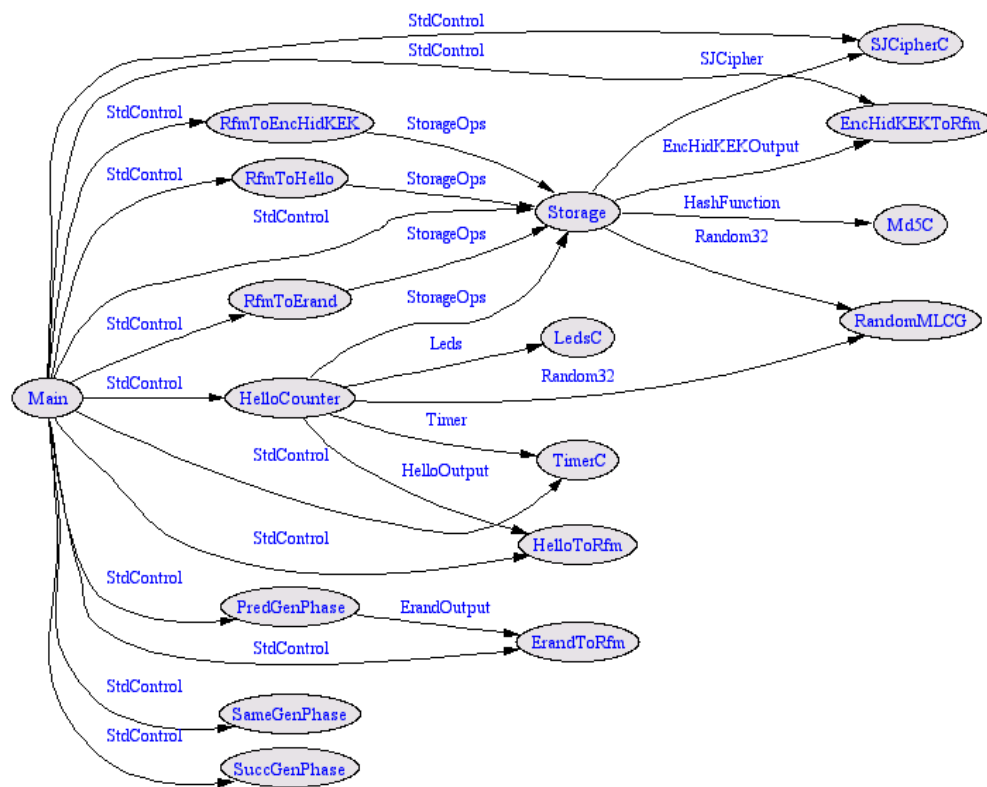 StdControl
SJCipherC
StdControl
SJCipher
StdControl
RfmToEncHidKEK
StorageOps
EncHidKEKToRfm
EncHidKEKOutput
StdControl
RfmToHello
StorageOps
HashFunction
StdControl
Storage
Md5C
StorageOps
Random32
StdControl
RfmToErand
StorageOps
RandomMLCG
Leds
LedsC
Random32
StdControl
Main
HelloCounter
Timer
StdControl
HelloOutput
TimerC
StdControl
HelloToRfm
StdControl
PredGenPhase
ErandOutput
StdControl
ErandToRfm
StdControl
SameGenPhase
StdControl
SuccGenPhase